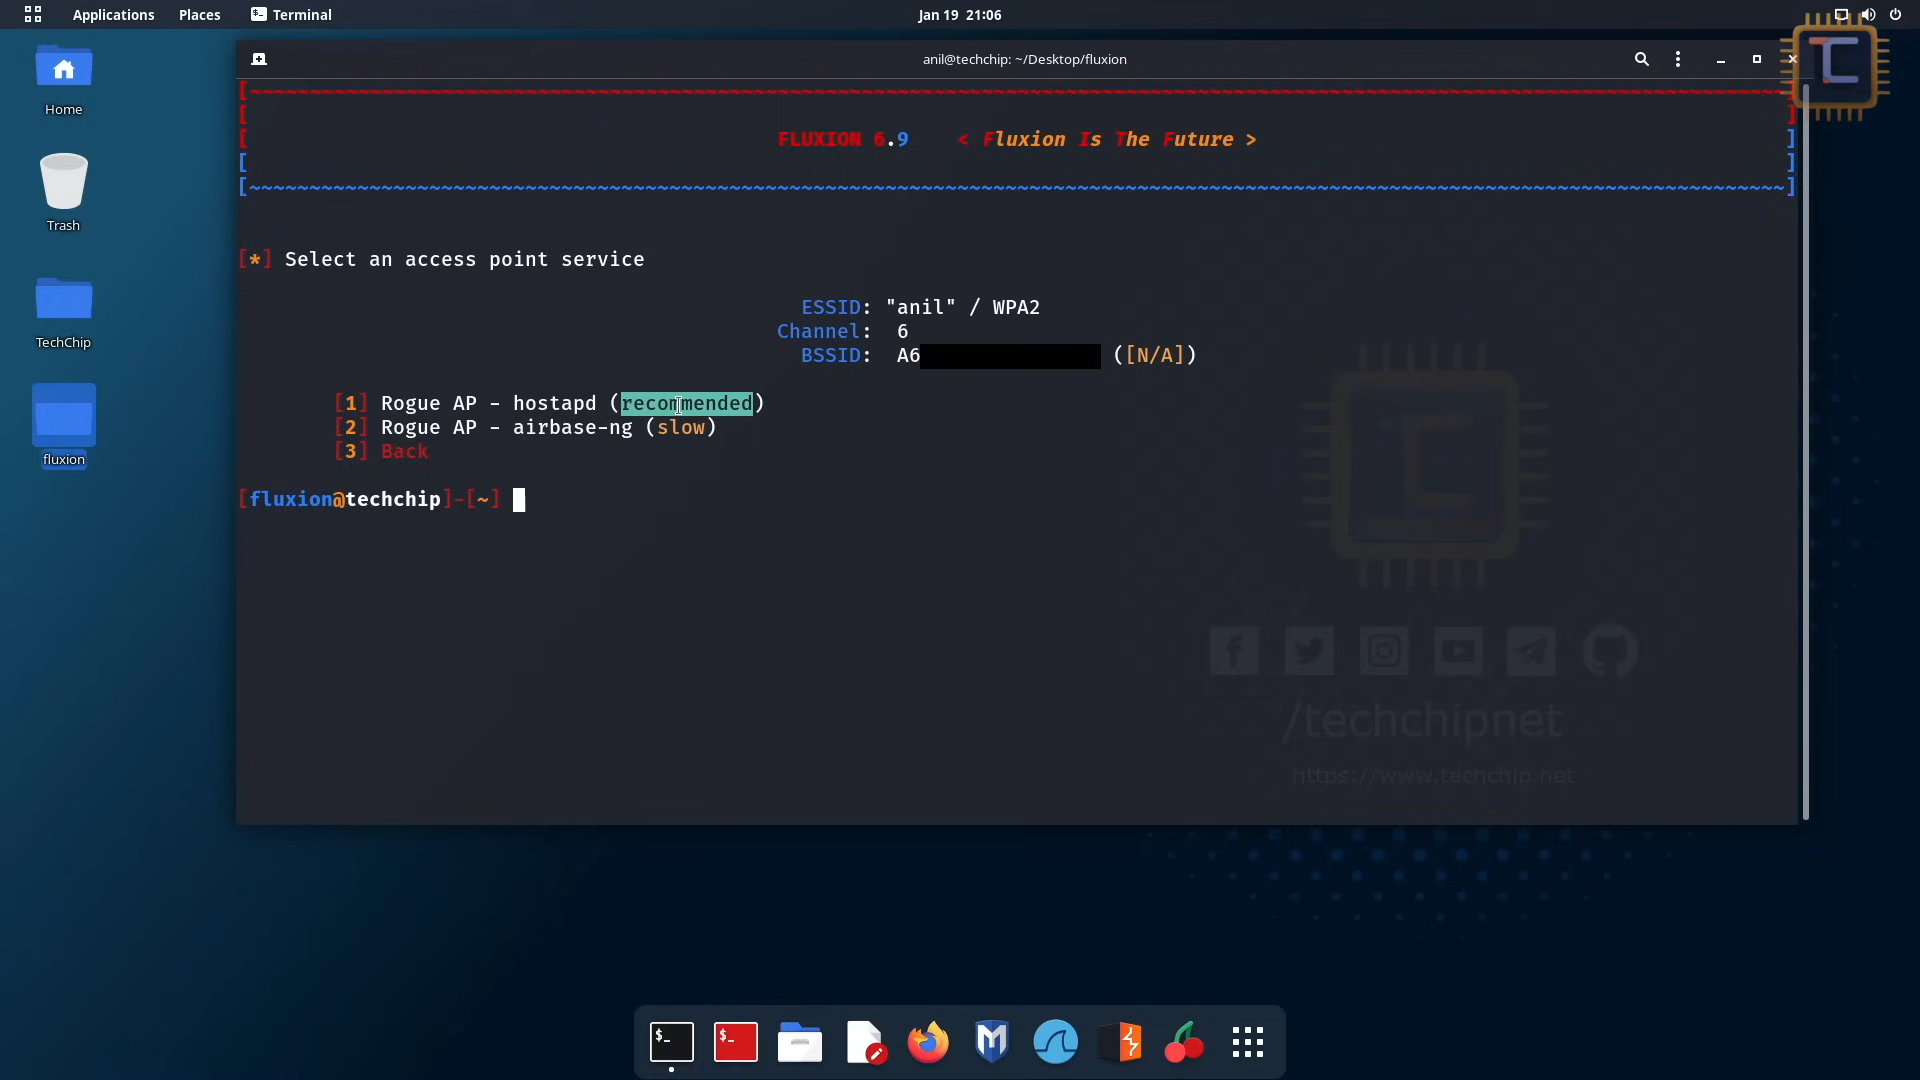 Applications Places Terminal Jan 19 21:06
anil@techchip: ~/Desktop/fluxion
Home
Trash
TechChip
fluxion
[~~~~~~~~~~~~~~~~~~~~~~~~~~~~~~~~~~~~~~~~~~~~~~~~~~~~~~~~~~~~~~~~~~~~~~~~~~~~~~~~~~~~~~~~~~~~~~~~~~~~~~~~~~~~~~~~~~~~~~~~~~~~~~~~]
[ ]
[ FLUXION 6.9 < Fluxion Is The Future > ]
[ ]
[~~~~~~~~~~~~~~~~~~~~~~~~~~~~~~~~~~~~~~~~~~~~~~~~~~~~~~~~~~~~~~~~~~~~~~~~~~~~~~~~~~~~~~~~~~~~~~~~~~~~~~~~~~~~~~~~~~~~~~~~~~~~~~~~]
[*] Select an access point service
ESSID: "anil" / WPA2
Channel: 6
BSSID: A6 ([N/A])
[1] Rogue AP - hostapd (recommended)
[2] Rogue AP - airbase-ng (slow)
[3] Back
[fluxion@techchip]-[~]
/techchipnet
https://www.techchip.net